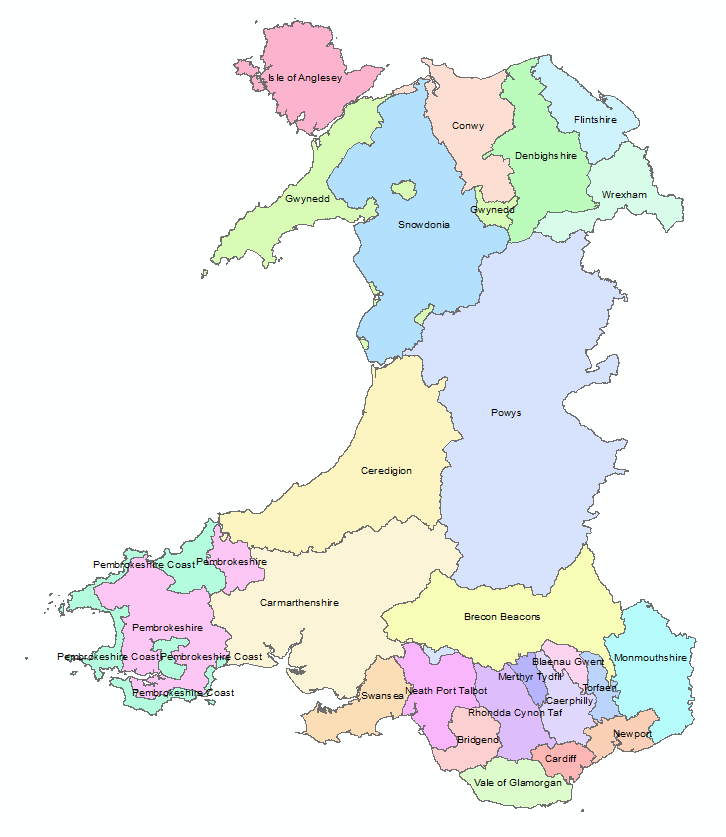 Isle of Anglesey
Flintshire
Conwy
Denbighshire
Wrexham
Gwynedd
Gwynedd
Snowdonia
Powys
Ceredigion
Pembrokeshire Coast
Pembrokeshire
Carmarthenshire
Brecon Beacons
Pembrokeshire
Pembrokeshire Coast
Pembrokeshire Coast
Monmouthshire
Blaenau Gwent
Merthyr Tydfil
Torfaen
Pembrokeshire Coast
Swansea
Neath Port Talbot
Caerphilly
Rhondda Cynon Taf
Newport
Bridgend
Cardiff
Vale of Glamorgan